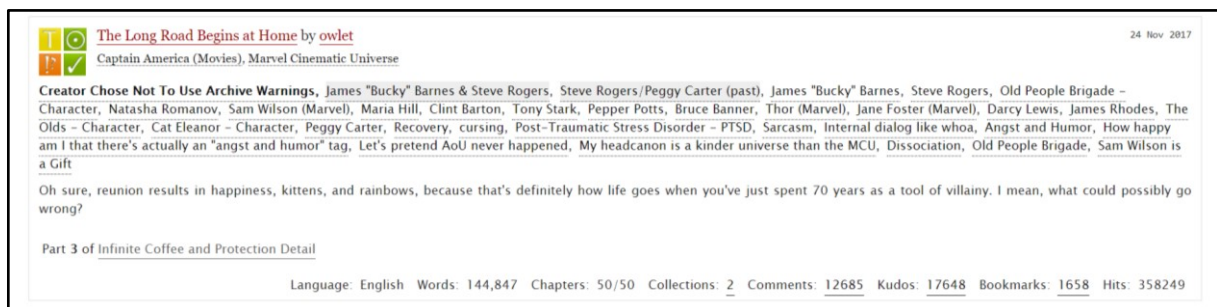 The Long Road Begins at Home by owlet
24 Nov 2017
Captain America (Movies), Marvel Cinematic Universe
Creator Chose Not To Use Archive Warnings, James "Bucky" Barnes & Steve Rogers, Steve Rogers/Peggy Carter (past), James "Bucky" Barnes, Steve Rogers, Old People Brigade –
Character, Natasha Romanov, Sam Wilson (Marvel), Maria Hill, Clint Barton, Tony Stark, Pepper Potts, Bruce Banner, Thor (Marvel), Jane Foster (Marvel), Darcy Lewis, James Rhodes, The
Olds – Character, Cat Eleanor – Character, Peggy Carter, Recovery, cursing, Post-Traumatic Stress Disorder – PTSD, Sarcasm, Internal dialog like whoa, Angst and Humor, How happy
am I that there's actually an "angst and humor" tag, Let's pretend AoU never happened, My headcanon is a kinder universe than the MCU, Dissociation, Old People Brigade, Sam Wilson is
a Gift
Oh sure, reunion results in happiness, kittens, and rainbows, because that's definitely how life goes when you've just spent 70 years as a tool of villainy. I mean, what could possibly go
wrong?
Part 3 of Infinite Coffee and Protection Detail
Language: English Words: 144,847 Chapters: 50/50 Collections: 2 Comments: 12685 Kudos: 17648 Bookmarks: 1658 Hits: 358249